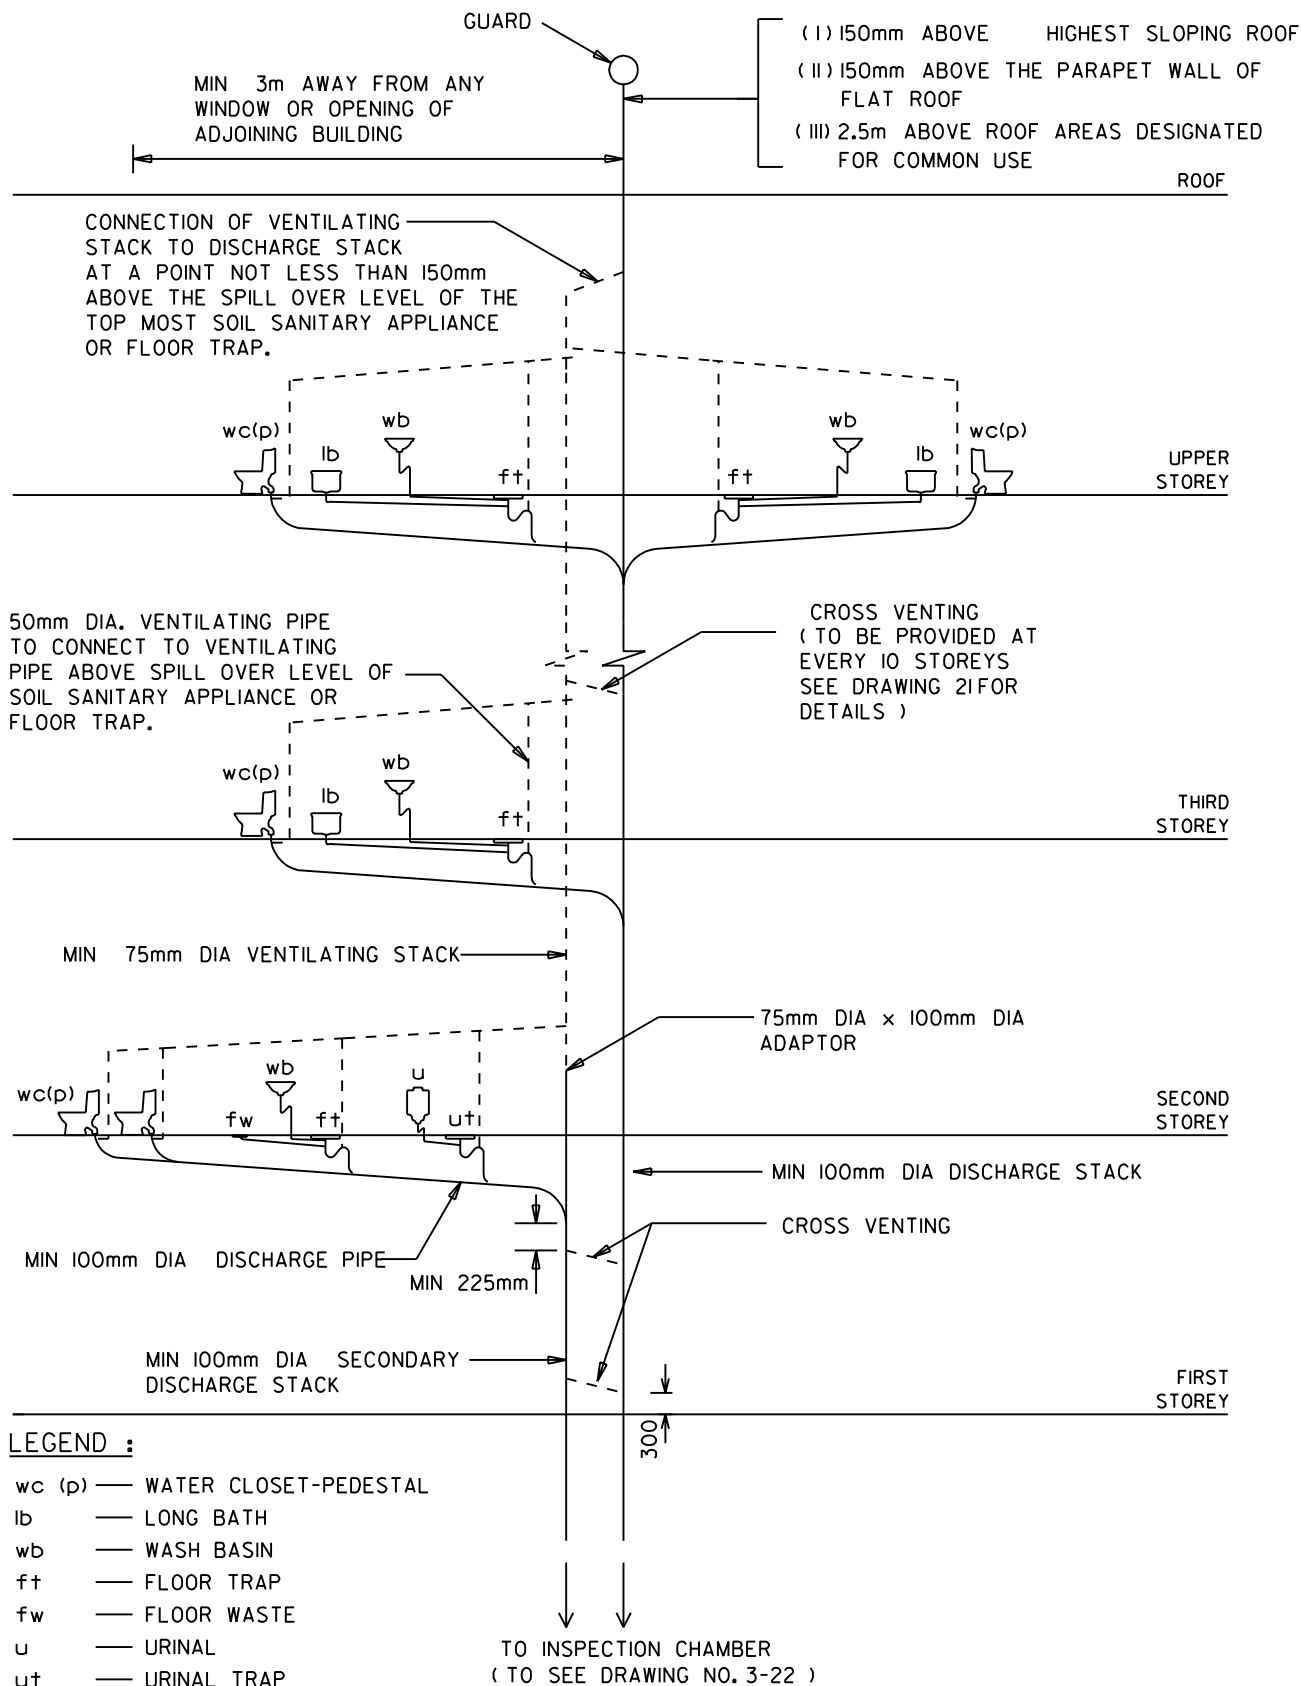 GUARD
(I) 150mm ABOVE HIGHEST SLOPING ROOF
(II) 150mm ABOVE THE PARAPET WALL OF
FLAT ROOF
(III) 2.5m ABOVE ROOF AREAS DESIGNATED
FOR COMMON USE
MIN 3m AWAY FROM ANY
WINDOW OR OPENING OF
ADJOINING BUILDING
ROOF
CONNECTION OF VENTILATING
STACK TO DISCHARGE STACK
AT A POINT NOT LESS THAN 150mm
ABOVE THE SPILL OVER LEVEL OF THE
TOP MOST SOIL SANITARY APPLIANCE
OR FLOOR TRAP.
wc(p)
lb
wb
ft
ft
wb
lb
wc(p)
UPPER
STOREY
50mm DIA. VENTILATING PIPE
TO CONNECT TO VENTILATING
PIPE ABOVE SPILL OVER LEVEL OF
SOIL SANITARY APPLIANCE OR
FLOOR TRAP.
CROSS VENTING
( TO BE PROVIDED AT
EVERY 10 STOREYS
SEE DRAWING 21FOR
DETAILS )
wc(p)
lb
wb
ft
THIRD
STOREY
MIN 75mm DIA VENTILATING STACK
75mm DIA x 100mm DIA
ADAPTOR
wc(p)
fw
wb
ft
u
ut
SECOND
STOREY
MIN 100mm DIA DISCHARGE STACK
CROSS VENTING
MIN 100mm DIA DISCHARGE PIPE
MIN 225mm
MIN 100mm DIA SECONDARY
DISCHARGE STACK
FIRST
STOREY
300
LEGEND :
wc (p) — WATER CLOSET-PEDESTAL
lb — LONG BATH
wb — WASH BASIN
ft — FLOOR TRAP
fw — FLOOR WASTE
u — URINAL
ut — URINAL TRAP
TO INSPECTION CHAMBER
( TO SEE DRAWING NO. 3-22 )